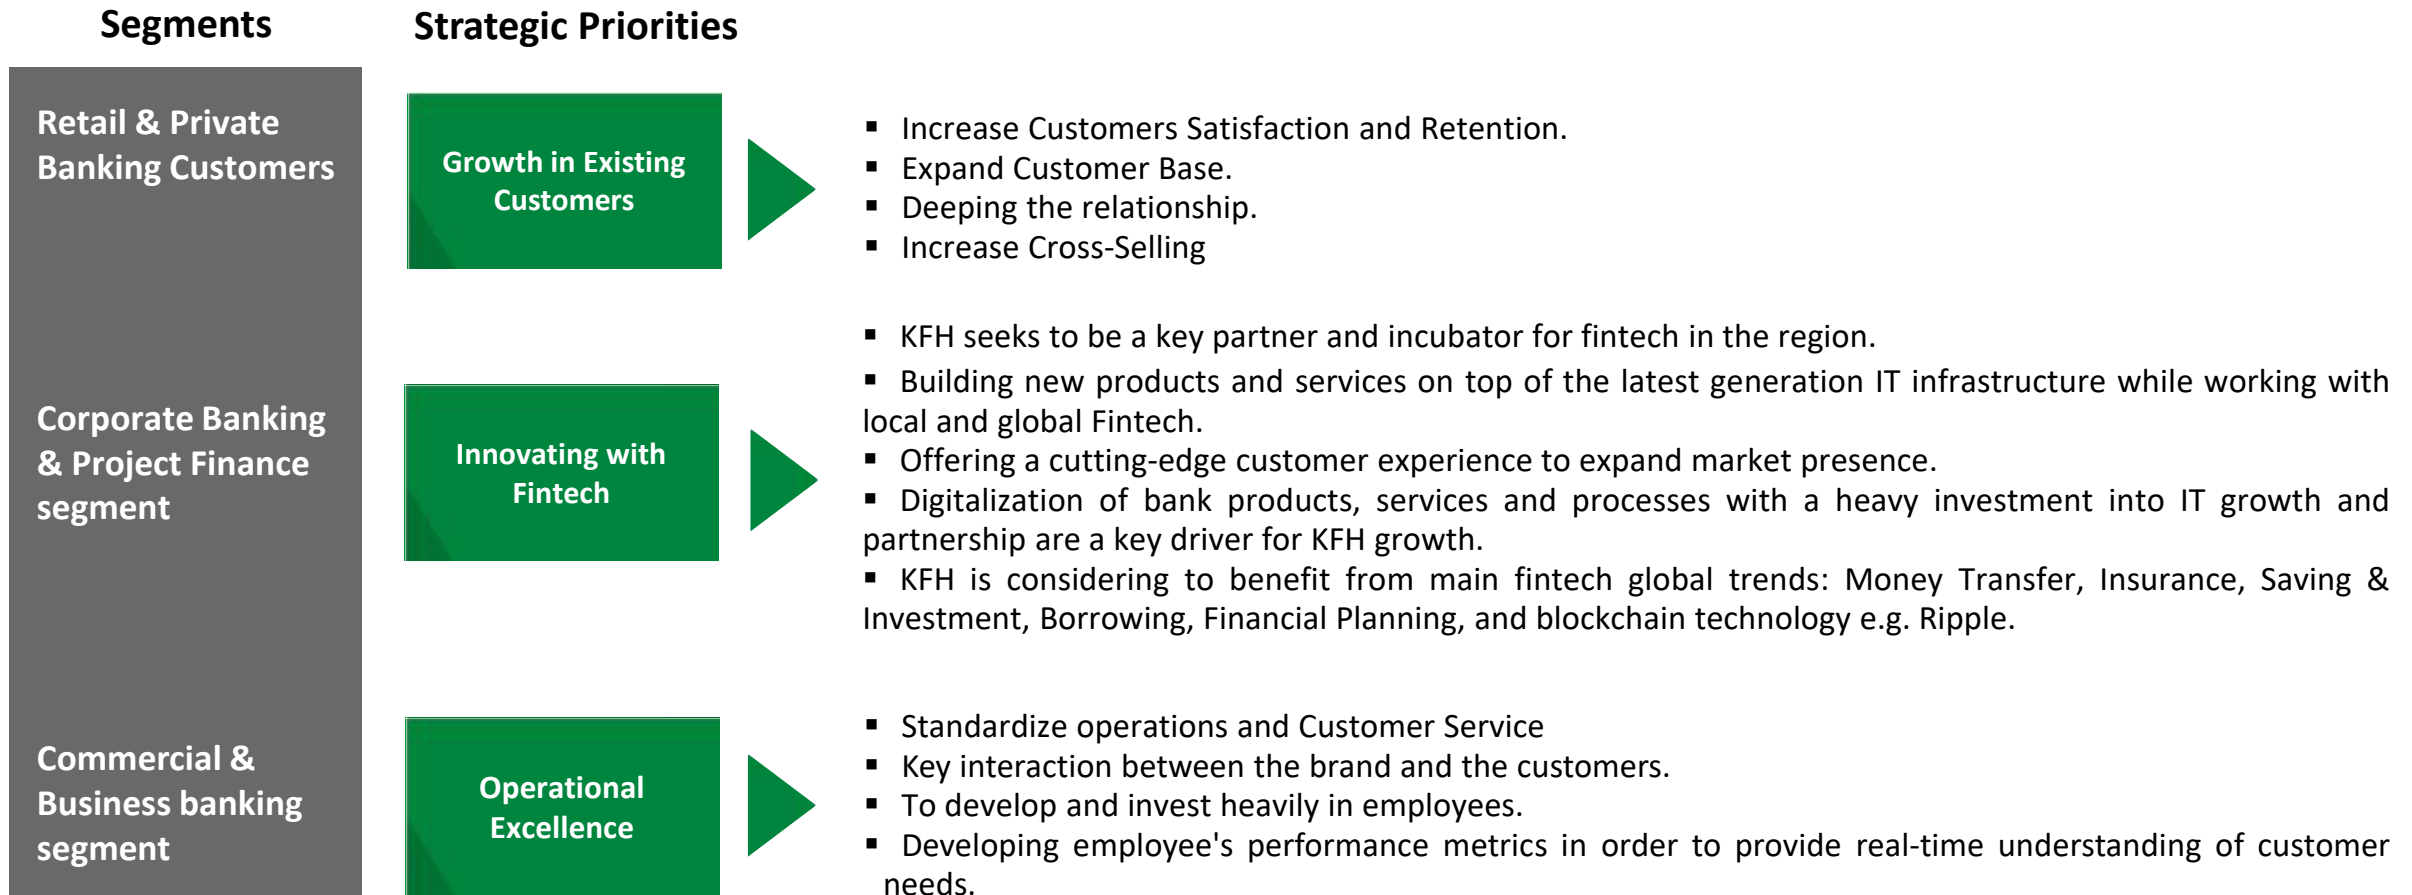 Segments
Strategic Priorities
Retail & Private
Banking Customers
Growth in Existing
Customers
▪ Increase Customers Satisfaction and Retention.
▪ Expand Customer Base.
▪ Deeping the relationship.
▪ Increase Cross-Selling
Corporate Banking
& Project Finance
segment
Innovating with
Fintech
▪ KFH seeks to be a key partner and incubator for fintech in the region.
▪ Building new products and services on top of the latest generation IT infrastructure while working with
local and global Fintech.
▪ Offering a cutting-edge customer experience to expand market presence.
▪ Digitalization of bank products, services and processes with a heavy investment into IT growth and
partnership are a key driver for KFH growth.
▪ KFH is considering to benefit from main fintech global trends: Money Transfer, Insurance, Saving &
Investment, Borrowing, Financial Planning, and blockchain technology e.g. Ripple.
Commercial &
Business banking
segment
Operational
Excellence
▪ Standardize operations and Customer Service
▪ Key interaction between the brand and the customers.
▪ To develop and invest heavily in employees.
▪ Developing employee's performance metrics in order to provide real-time understanding of customer
needs.